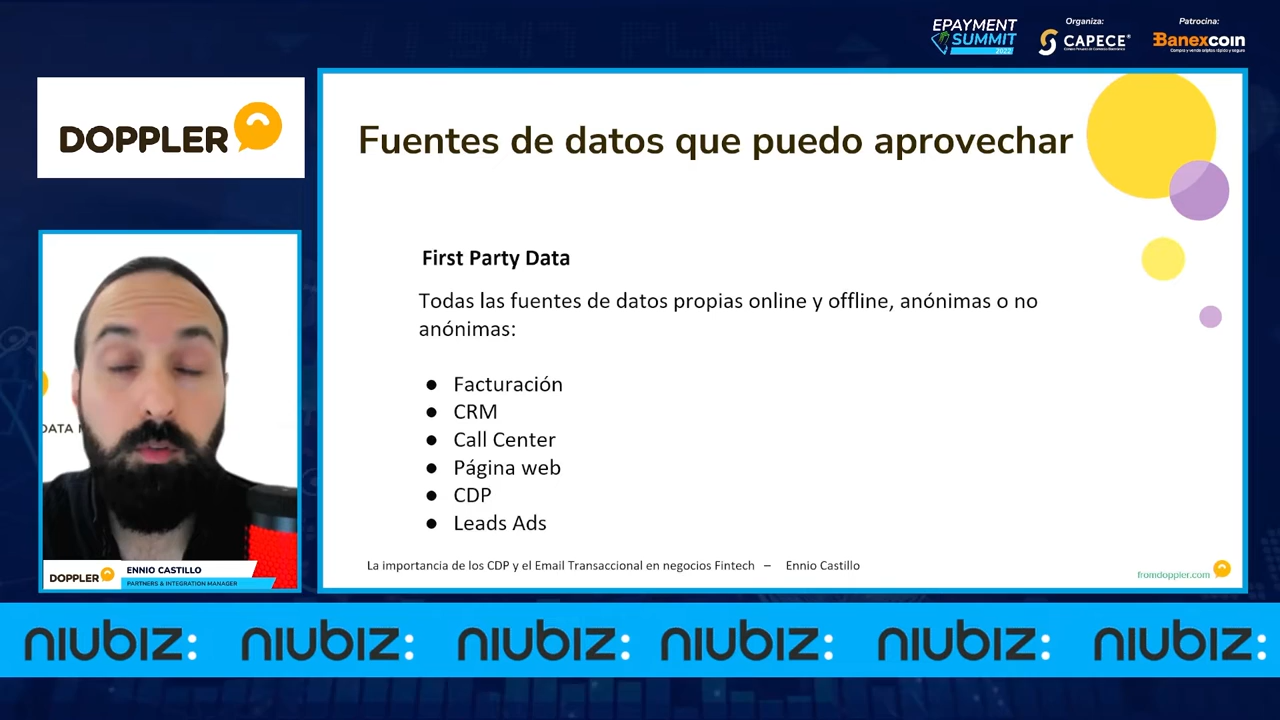 EPAYMENT
SUMMIT
2022
Organiza:
CAPECE
Patrocina:
Banexcoin
DOPPLER
Fuentes de datos que puedo aprovechar
First Party Data
Todas las fuentes de datos propias online y offline, anónimas o no
anónimas:
● Facturación
● CRM
● Call Center
● Página web
● CDP
● Leads Ads
DATA
DOPPLER
ENNIO CASTILLO
PARTNERS & INTEGRATION MANAGER
La importancia de los CDP y el Email Transaccional en negocios Fintech – Ennio Castillo
fromdoppler.com
niubiz: niubiz: niubiz: niubiz: niubiz: niubiz: